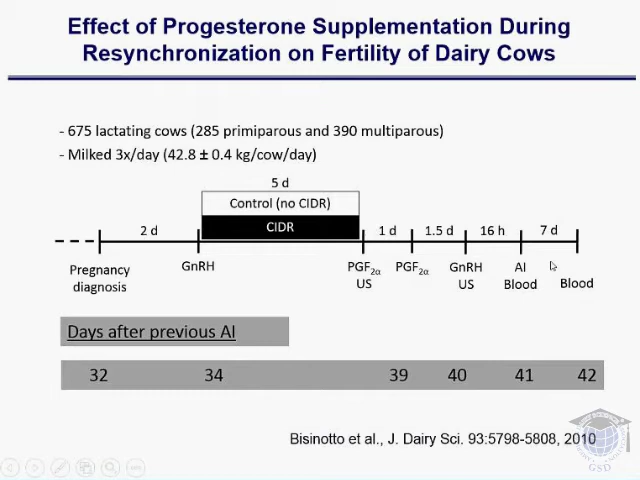 Effect of Progesterone Supplementation During
Resynchronization on Fertility of Dairy Cows
- 675 lactating cows (285 primiparous and 390 multiparous)
- Milked 3x/day (42.8 ± 0.4 kg/cow/day)
5 d
Control (no CIDR)
CIDR
2 d 1 d 1.5 d 16 h 7 d
Pregnancy diagnosis
GnRH
PGF2α US
PGF2α
GnRH US
AI Blood
Blood
Days after previous AI
32 34 39 40 41 42
Bisinotto et al., J. Dairy Sci. 93:5798-5808, 2010
GSD